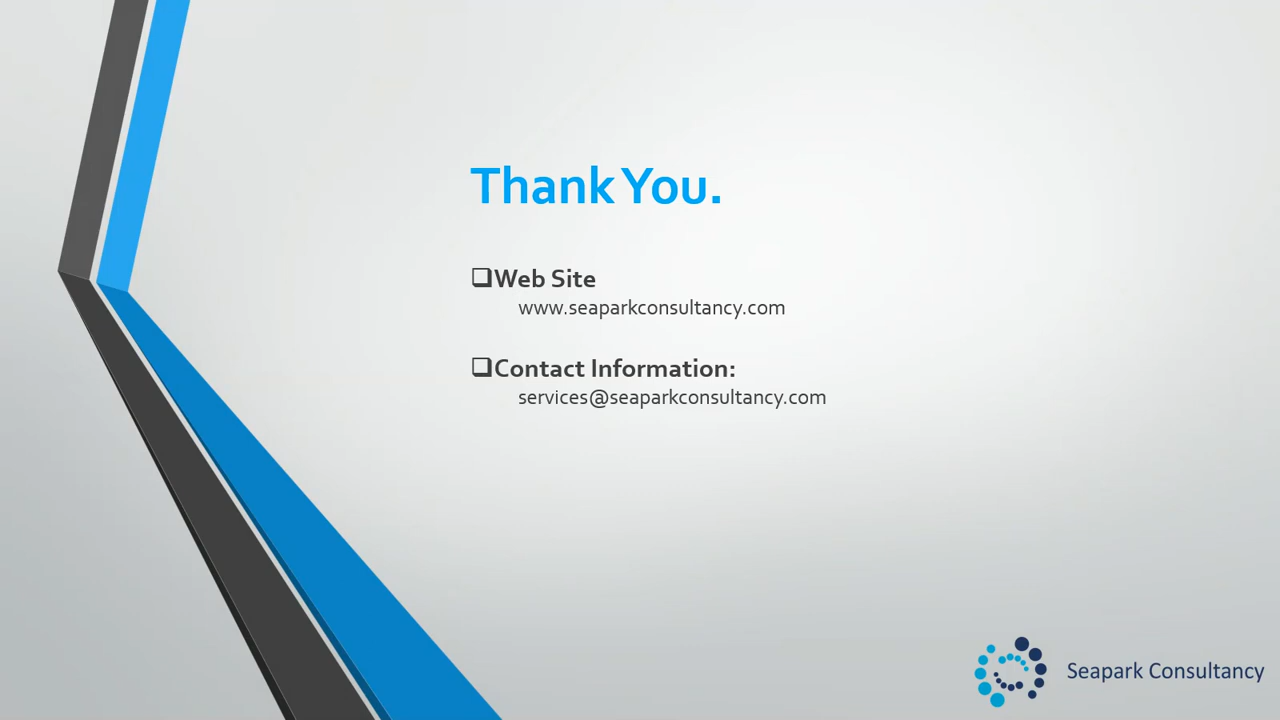 Thank You.
❑Web Site
www.seaparkconsultancy.com
❑Contact Information:
services@seaparkconsultancy.com
Seapark Consultancy